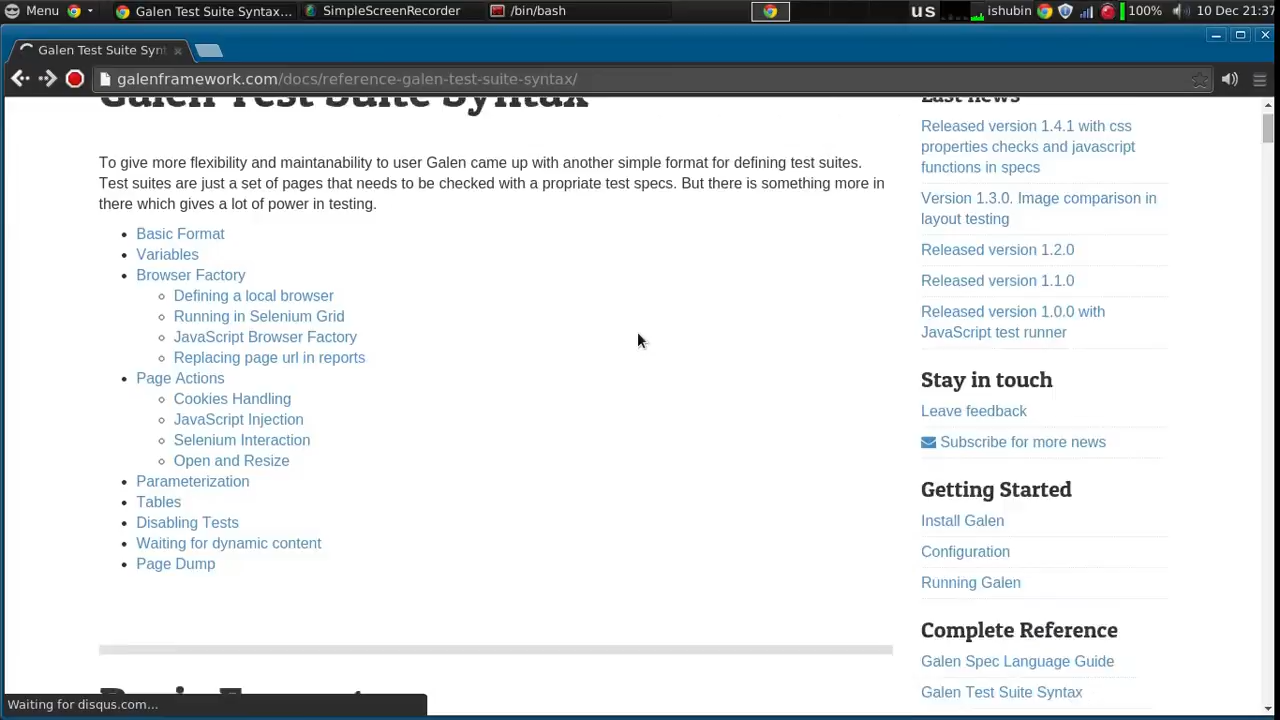 Menu
Galen Test Suite Syntax...
SimpleScreenRecorder
/bin/bash
us
ishubin
100%
10 Dec 21:37
Galen Test Suite Synt
galenframework.com/docs/reference-galen-test-suite-syntax/
Galen Test Suite Syntax
To give more flexibility and maintanability to user Galen came up with another simple format for defining test suites.
Test suites are just a set of pages that needs to be checked with a propriate test specs. But there is something more in
there which gives a lot of power in testing.
Basic Format
Variables
Browser Factory
Defining a local browser
Running in Selenium Grid
JavaScript Browser Factory
Replacing page url in reports
Page Actions
Cookies Handling
JavaScript Injection
Selenium Interaction
Open and Resize
Parameterization
Tables
Disabling Tests
Waiting for dynamic content
Page Dump
Basic Format
Last news
Released version 1.4.1 with css
properties checks and javascript
functions in specs
Version 1.3.0. Image comparison in
layout testing
Released version 1.2.0
Released version 1.1.0
Released version 1.0.0 with
JavaScript test runner
Stay in touch
Leave feedback
Subscribe for more news
Getting Started
Install Galen
Configuration
Running Galen
Complete Reference
Galen Spec Language Guide
Galen Test Suite Syntax
Waiting for disqus.com...